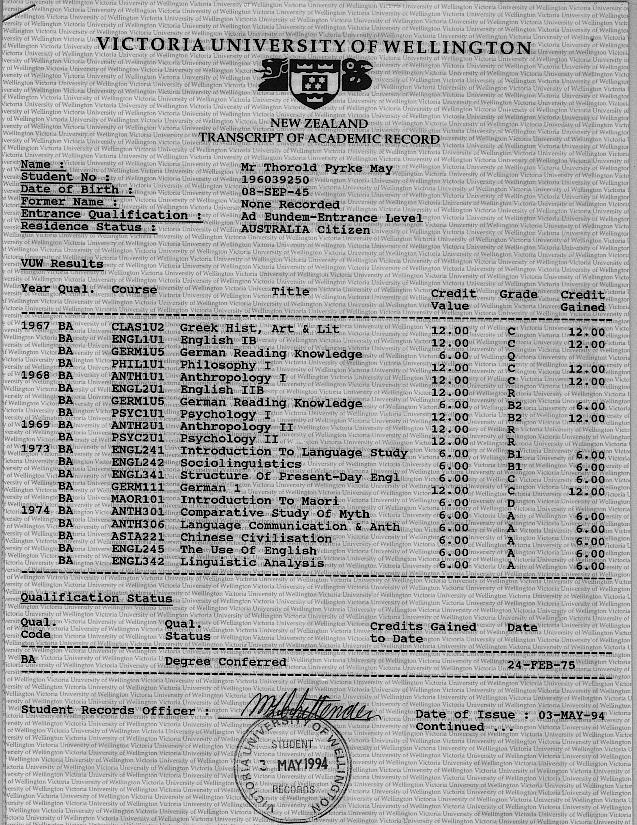 VICTORIA UNIVERSITY OF WELLINGTON
NEW ZEALAND
TRANSCRIPT OF ACADEMIC RECORD
Name : Mr Thorold Pyrke May
Student No : 196039250
Date of Birth : 08-SEP-45
Former Name : None Recorded
Entrance Qualification : Ad Eundem-Entrance Level
Residence Status : AUSTRALIA Citizen
VUW Results
Year Qual. Course Title Credit Grade Credit
Value Gained
1967 BA CLAS1U2 Greek Hist, Art & Lit 12.00 C 12.00
BA ENGL1U1 English IB 12.00 C 12.00
BA GERM1U5 German Reading Knowledge 6.00 Q
BA PHIL1U1 Philosophy I 12.00 C 12.00
1968 BA ANTH1U1 Anthropology I 12.00 C 12.00
BA ENGL2U1 English IIB 12.00 R
BA GERM1U5 German Reading Knowledge 6.00 B2 6.00
BA PSYC1U1 Psychology I 12.00 B2 12.00
1969 BA ANTH2U1 Anthropology II 12.00 R
BA PSYC2U1 Psychology II 12.00 R
1973 BA ENGL241 Introduction To Language Study 6.00 B1 6.00
BA ENGL242 Sociolinguistics 6.00 B1 6.00
BA ENGL341 Structure Of Present-Day Engl 6.00 C 6.00
BA GERM111 German I 12.00 C 12.00
BA MAOR101 Introduction To Maori 6.00 D
1974 BA ANTH301 Comparative Study Of Myth 6.00 A 6.00
BA ANTH306 Language Communication & Anth 6.00 A 6.00
BA ASIA221 Chinese Civilisation 6.00 A 6.00
BA ENGL245 The Use Of English 6.00 A 6.00
BA ENGL342 Linguistic Analysis 6.00 A 6.00
Qualification Status
Qual. Qual. Credits Gained Date
Code Status to Date
BA Degree Conferred 24-FEB-75
Student Records Officer : Date of Issue : 03-MAY-94
Continued ...
VICTORIA UNIVERSITY OF WELLINGTON
STUDENT
3 MAY 1994
RECORDS